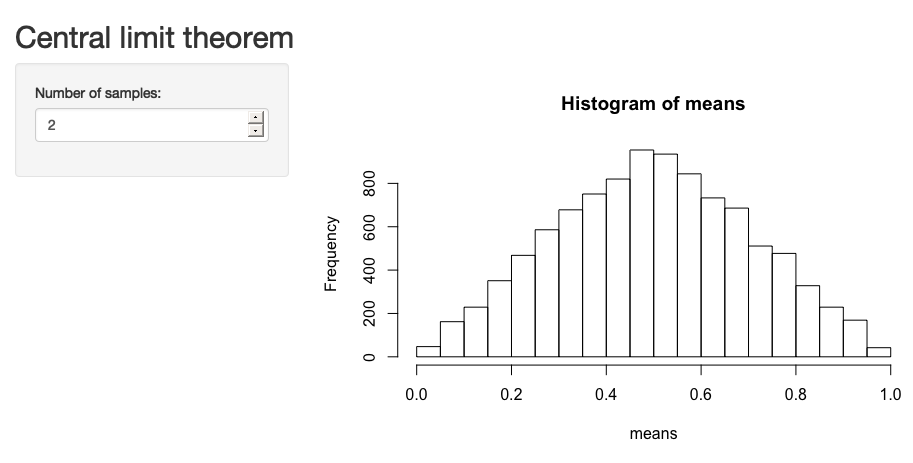 Central limit theorem
Number of samples:
2
Histogram of means
Frequency
800
600
400
200
0
0.0 0.2 0.4 0.6 0.8 1.0
means